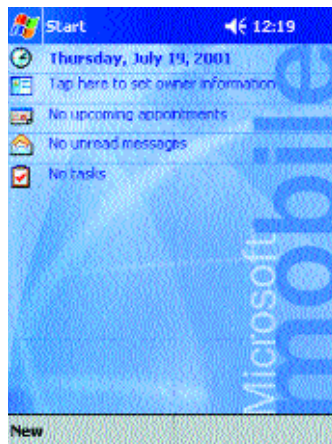 Start 12:19
Thursday, July 19, 2001
Tap here to set owner information
No upcoming appointments
No unread messages
No tasks
Microsoft
mobile
New